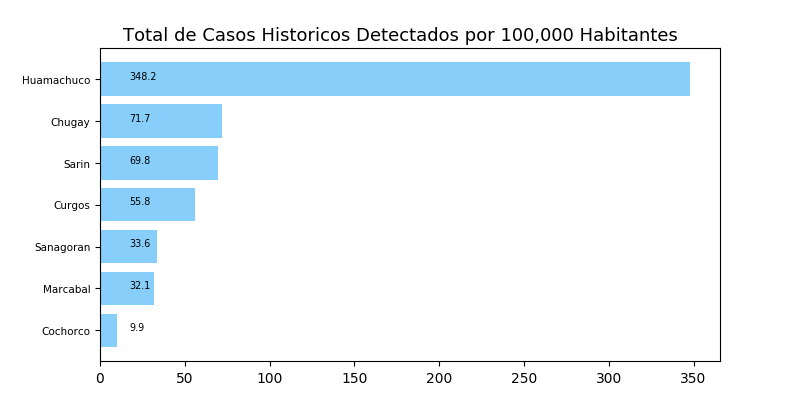 Total de Casos Historicos Detectados por 100,000 Habitantes
Huamachuco 348.2
Chugay 71.7
Sarin 69.8
Curgos 55.8
Sanagoran 33.6
Marcabal 32.1
Cochorco 9.9
0 50 100 150 200 250 300 350